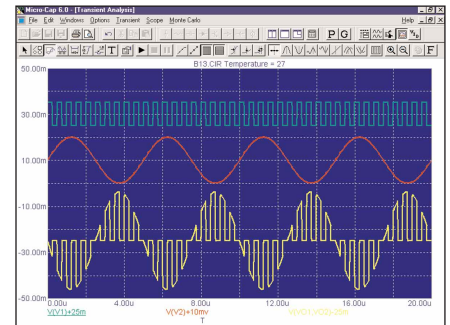 Micro-Cap 6.0 - [Transient Analysis]
File Edit Windows Options Transient Scope Monte Carlo Help
B13.CIR Temperature = 27
50.00m
30.00m
10.00m
-10.00m
-30.00m
-50.00m
0.00u 4.00u 8.00u 12.00u 16.00u 20.00u
V(V1)+25m V(V2)+10mv
T